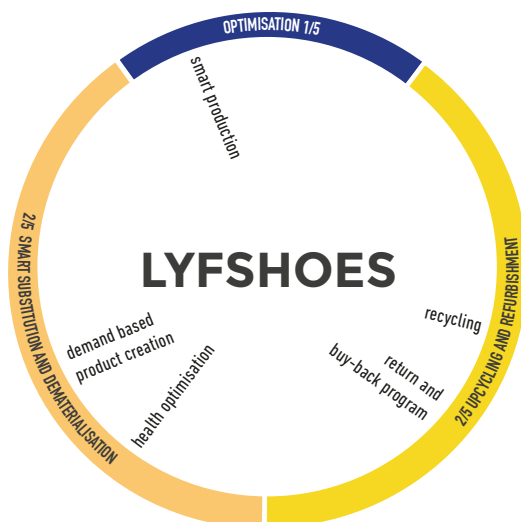 OPTIMISATION 1/5
smart production
2/5 SMART SUBSTITUTION AND DEMATERIALISATION
LYFSHOES
2/5 UPCYCLING AND REFURBISHMENT
demand based
product creation
health optimisation
recycling
return and
buy-back program